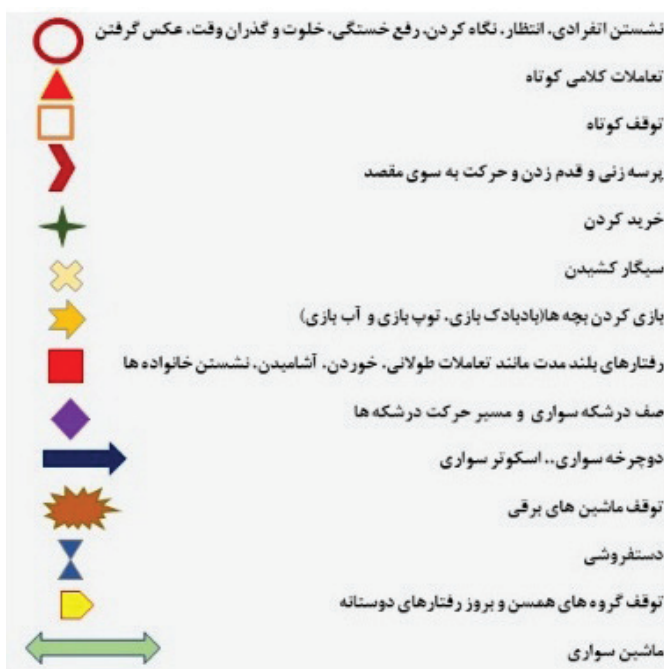 نشستن انفرادی، انتظار، نگاه کردن، رفع خستگی، خلوت و گذران وقت، عکس گرفتن
تعاملات کلامی کوتاه
توقف کوتاه
پرسه زنی و قدم زدن و حرکت به سوی مقصد
خرید کردن
سیگار کشیدن
بازی کردن بچه ها(بادبادک بازی، توپ بازی و آب بازی)
رفتارهای بلند مدت مانند تعاملات طولانی، خوردن، آشامیدن، نشستن خانواده ها
صف درشکه سواری و مسیر حرکت درشکه ها
دوچرخه سواری.. اسکوتر سواری
توقف ماشین های برقی
دستفروشی
توقف گروه های همسن و بروز رفتارهای دوستانه
ماشین سواری